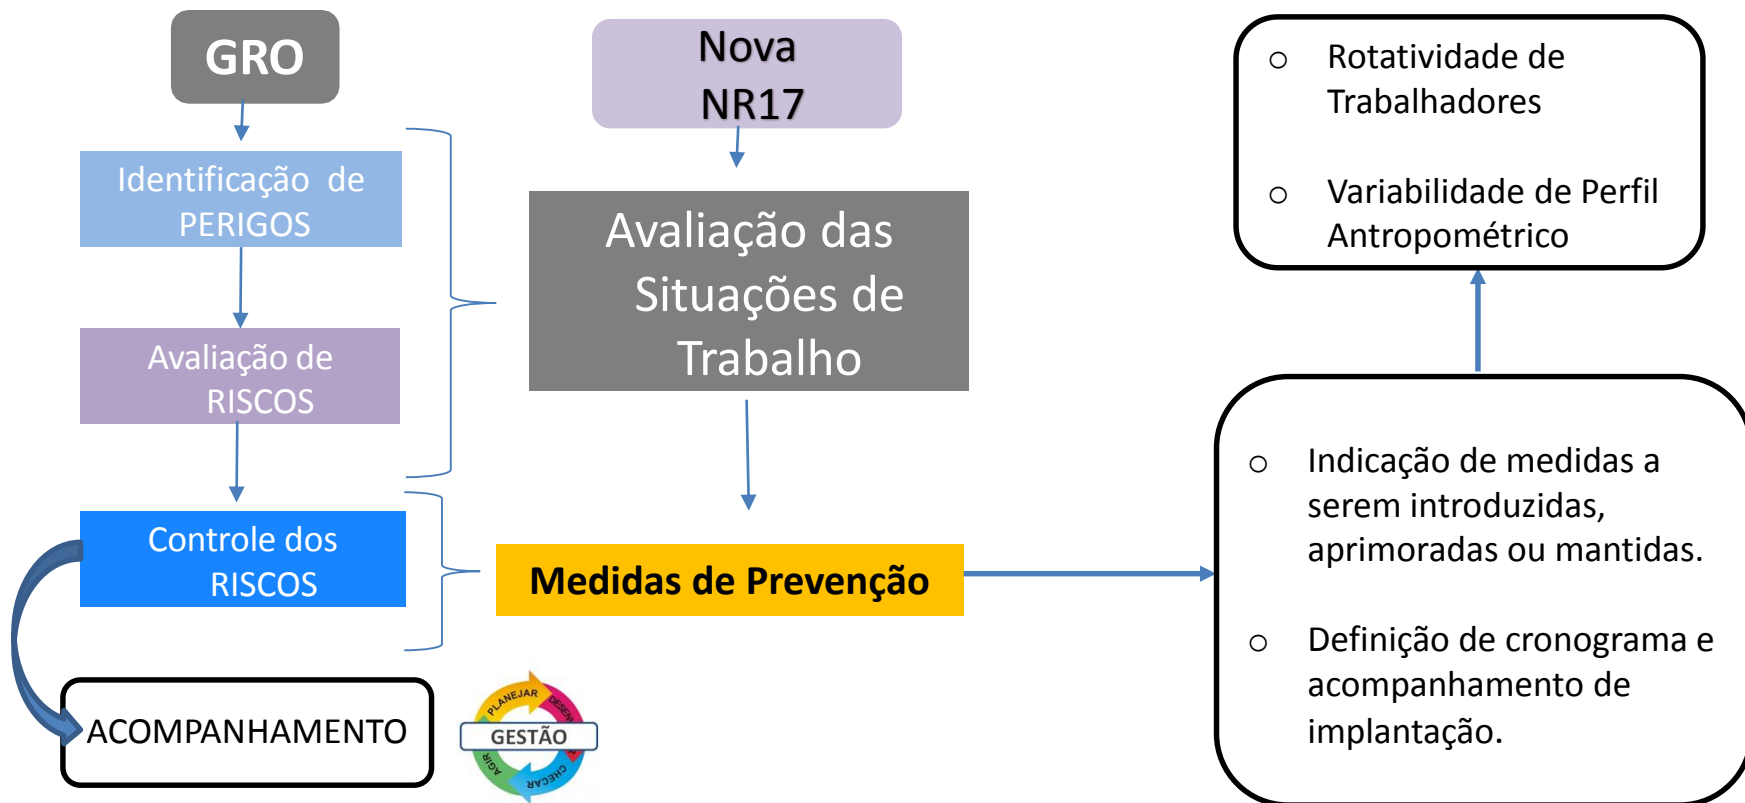 GRO
Identificação de
PERIGOS
Avaliação de
RISCOS
Controle dos
RISCOS
ACOMPANHAMENTO
PLANEJAR
GESTÃO
CHECAR
AGIR
Nova
NR17
Avaliação das
Situações de
Trabalho
Medidas de Prevenção
o Rotatividade de
Trabalhadores
o Variabilidade de Perfil
Antropométrico
o Indicação de medidas a
serem introduzidas,
aprimoradas ou mantidas.
o Definição de cronograma e
acompanhamento de
implantação.